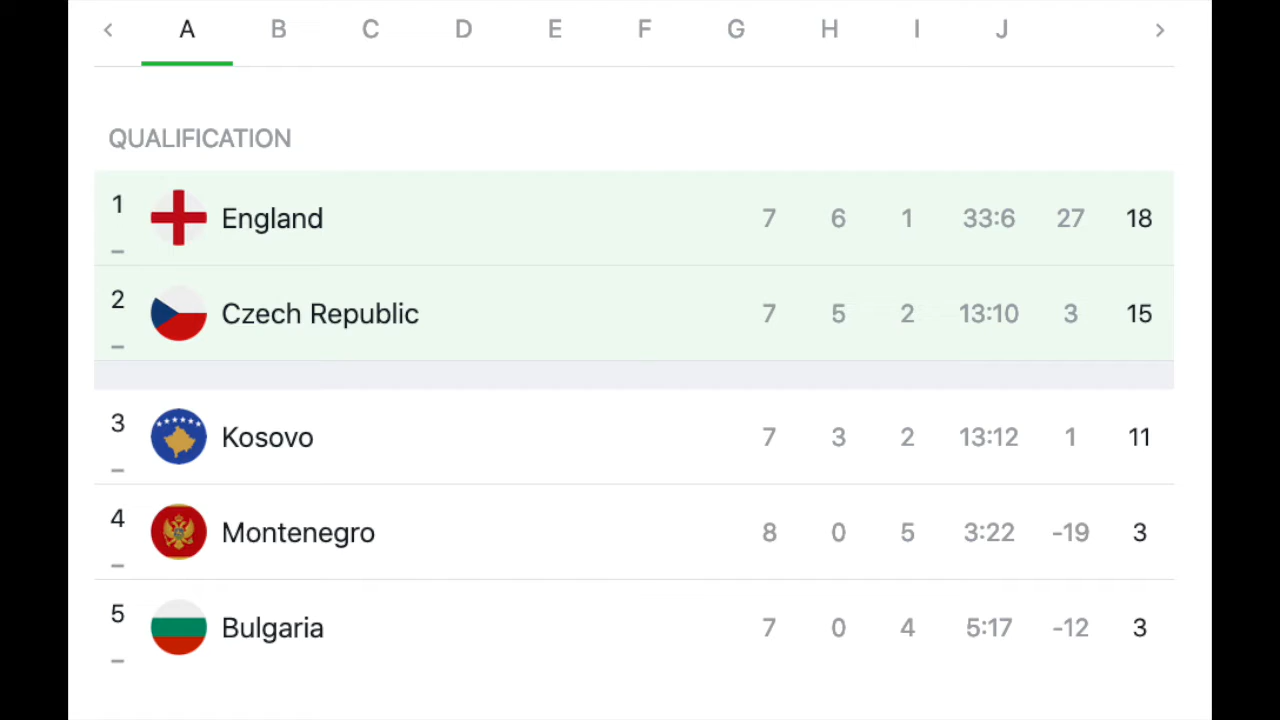 A B C D E F G H I J
QUALIFICATION
1 England 7 6 1 33:6 27 18
–
2 Czech Republic 7 5 2 13:10 3 15
–
3 Kosovo 7 3 2 13:12 1 11
–
4 Montenegro 8 0 5 3:22 -19 3
–
5 Bulgaria 7 0 4 5:17 -12 3
–